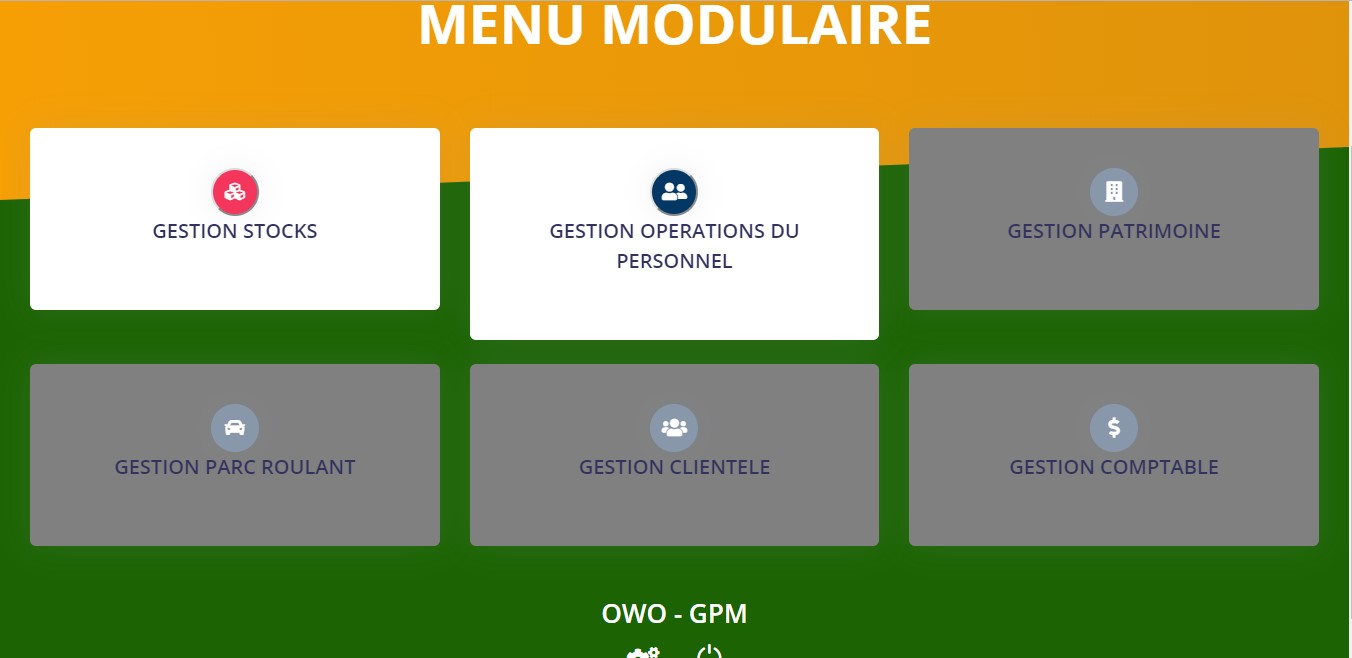 MENU MODULAIRE
GESTION STOCKS
GESTION OPERATIONS DU
PERSONNEL
GESTION PATRIMOINE
GESTION PARC ROULANT
GESTION CLIENTELE
GESTION COMPTABLE
OWO - GPM